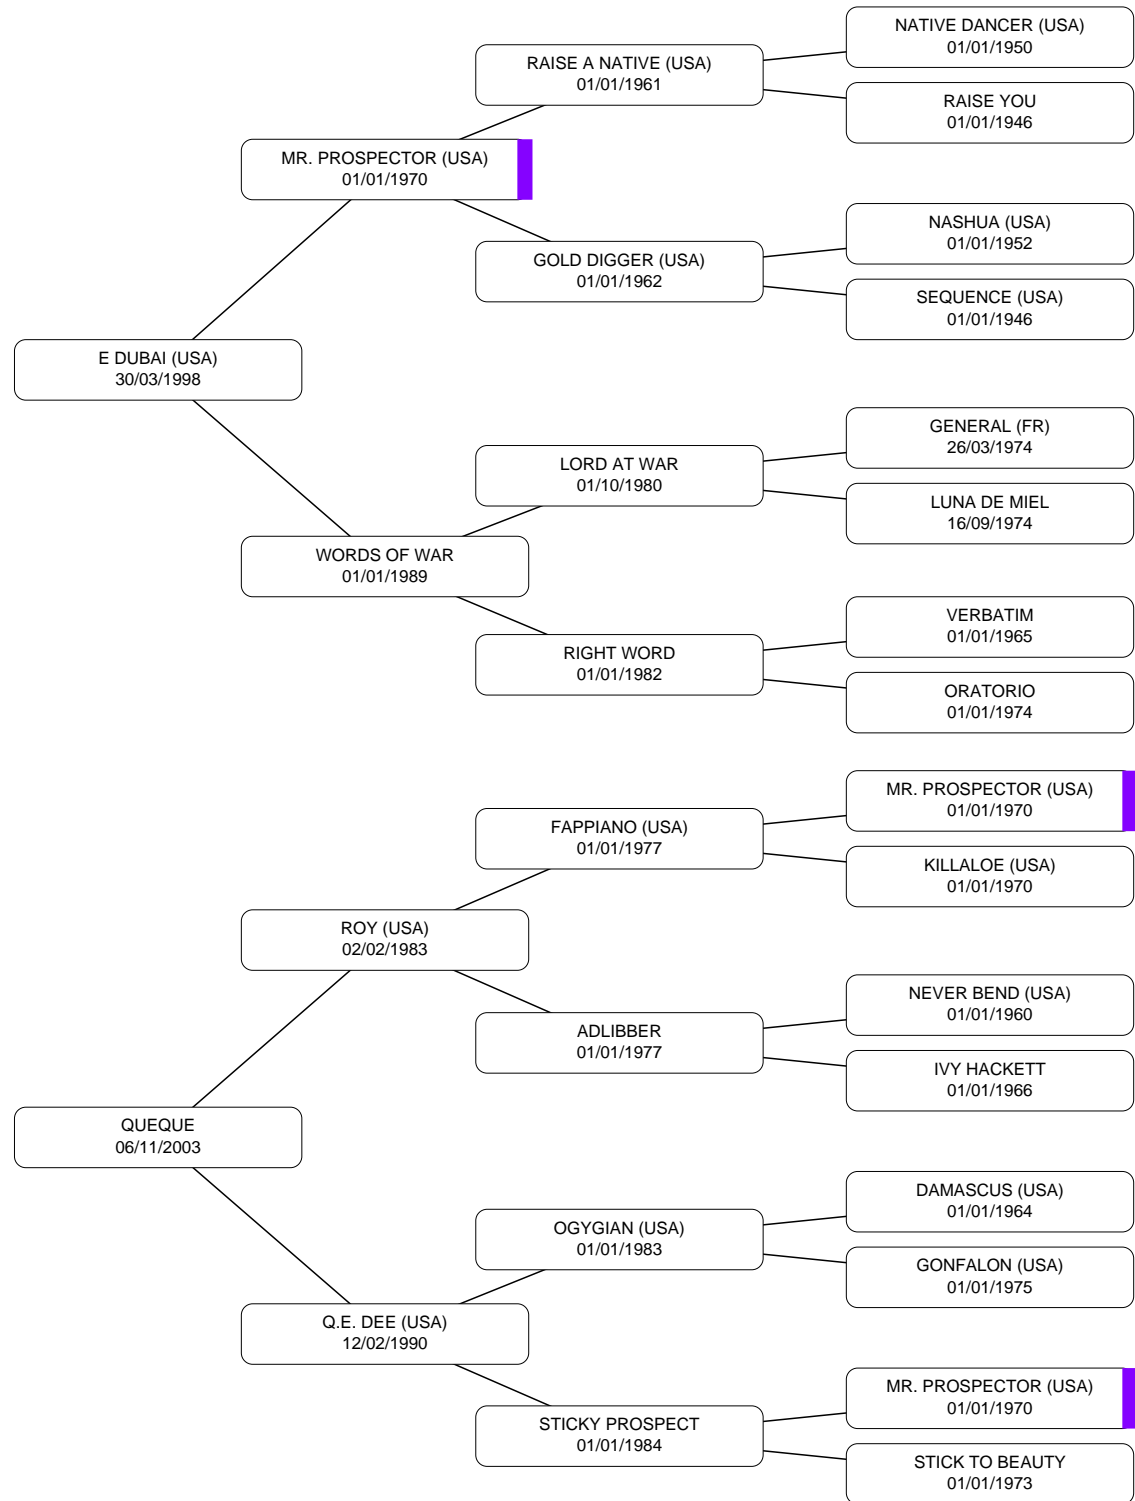 NATIVE DANCER (USA)
01/01/1950
RAISE A NATIVE (USA)
01/01/1961
RAISE YOU
01/01/1946
MR. PROSPECTOR (USA)
01/01/1970
NASHUA (USA)
01/01/1952
GOLD DIGGER (USA)
01/01/1962
SEQUENCE (USA)
01/01/1946
E DUBAI (USA)
30/03/1998
GENERAL (FR)
26/03/1974
LORD AT WAR
01/10/1980
LUNA DE MIEL
16/09/1974
WORDS OF WAR
01/01/1989
VERBATIM
01/01/1965
RIGHT WORD
01/01/1982
ORATORIO
01/01/1974
MR. PROSPECTOR (USA)
01/01/1970
FAPPIANO (USA)
01/01/1977
KILLALOE (USA)
01/01/1970
ROY (USA)
02/02/1983
NEVER BEND (USA)
01/01/1960
ADLIBBER
01/01/1977
IVY HACKETT
01/01/1966
QUEQUE
06/11/2003
DAMASCUS (USA)
01/01/1964
OGYGIAN (USA)
01/01/1983
GONFALON (USA)
01/01/1975
Q.E. DEE (USA)
12/02/1990
MR. PROSPECTOR (USA)
01/01/1970
STICKY PROSPECT
01/01/1984
STICK TO BEAUTY
01/01/1973